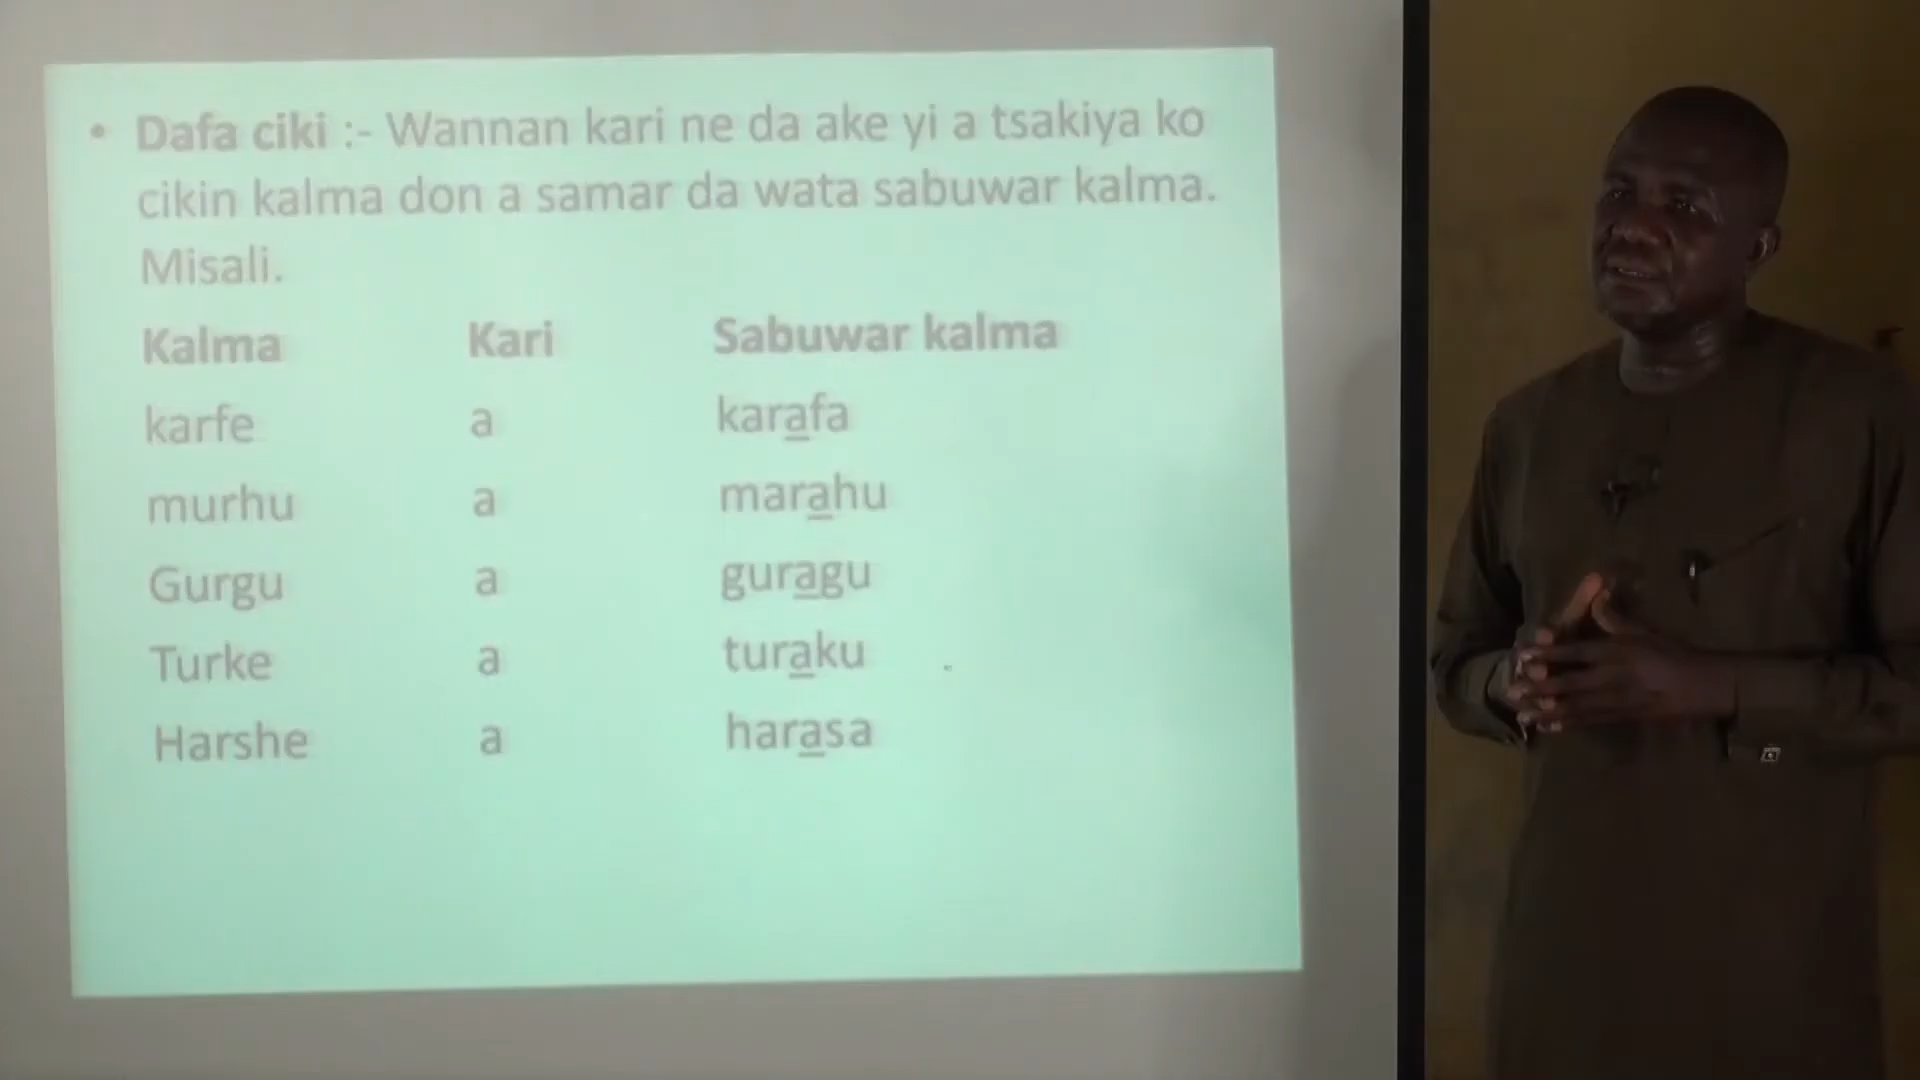 • Dafa ciki :- Wannan kari ne da ake yi a tsakiya ko
cikin kalma don a samar da wata sabuwar kalma.
Misali.
Kalma Kari Sabuwar kalma
karfe a karafa
murhu a marahu
Gurgu a guragu
Turke a turaku
Harshe a harasa